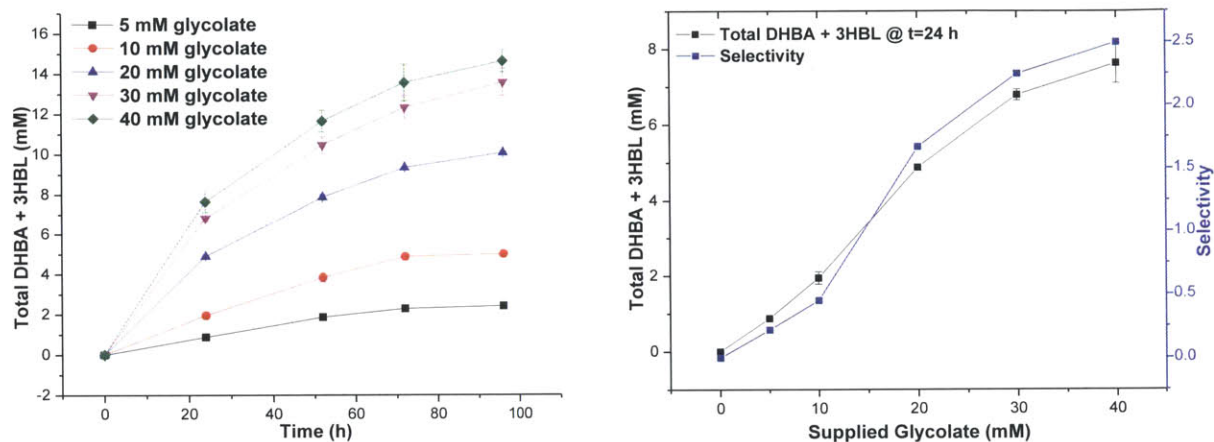 5 mM glycolate
10 mM glycolate
20 mM glycolate
30 mM glycolate
40 mM glycolate
16
14
12
10
8
6
4
2
0
-2
Total DHBA + 3HBL (mM)
0 20 40 60 80 100
Time (h)
Total DHBA + 3HBL @ t=24 h
Selectivity
8
6
4
2
0
Total DHBA + 3HBL (mM)
2.5
2.0
1.5
1.0
0.5
0.0
Selectivity
0 10 20 30 40
Supplied Glycolate (mM)